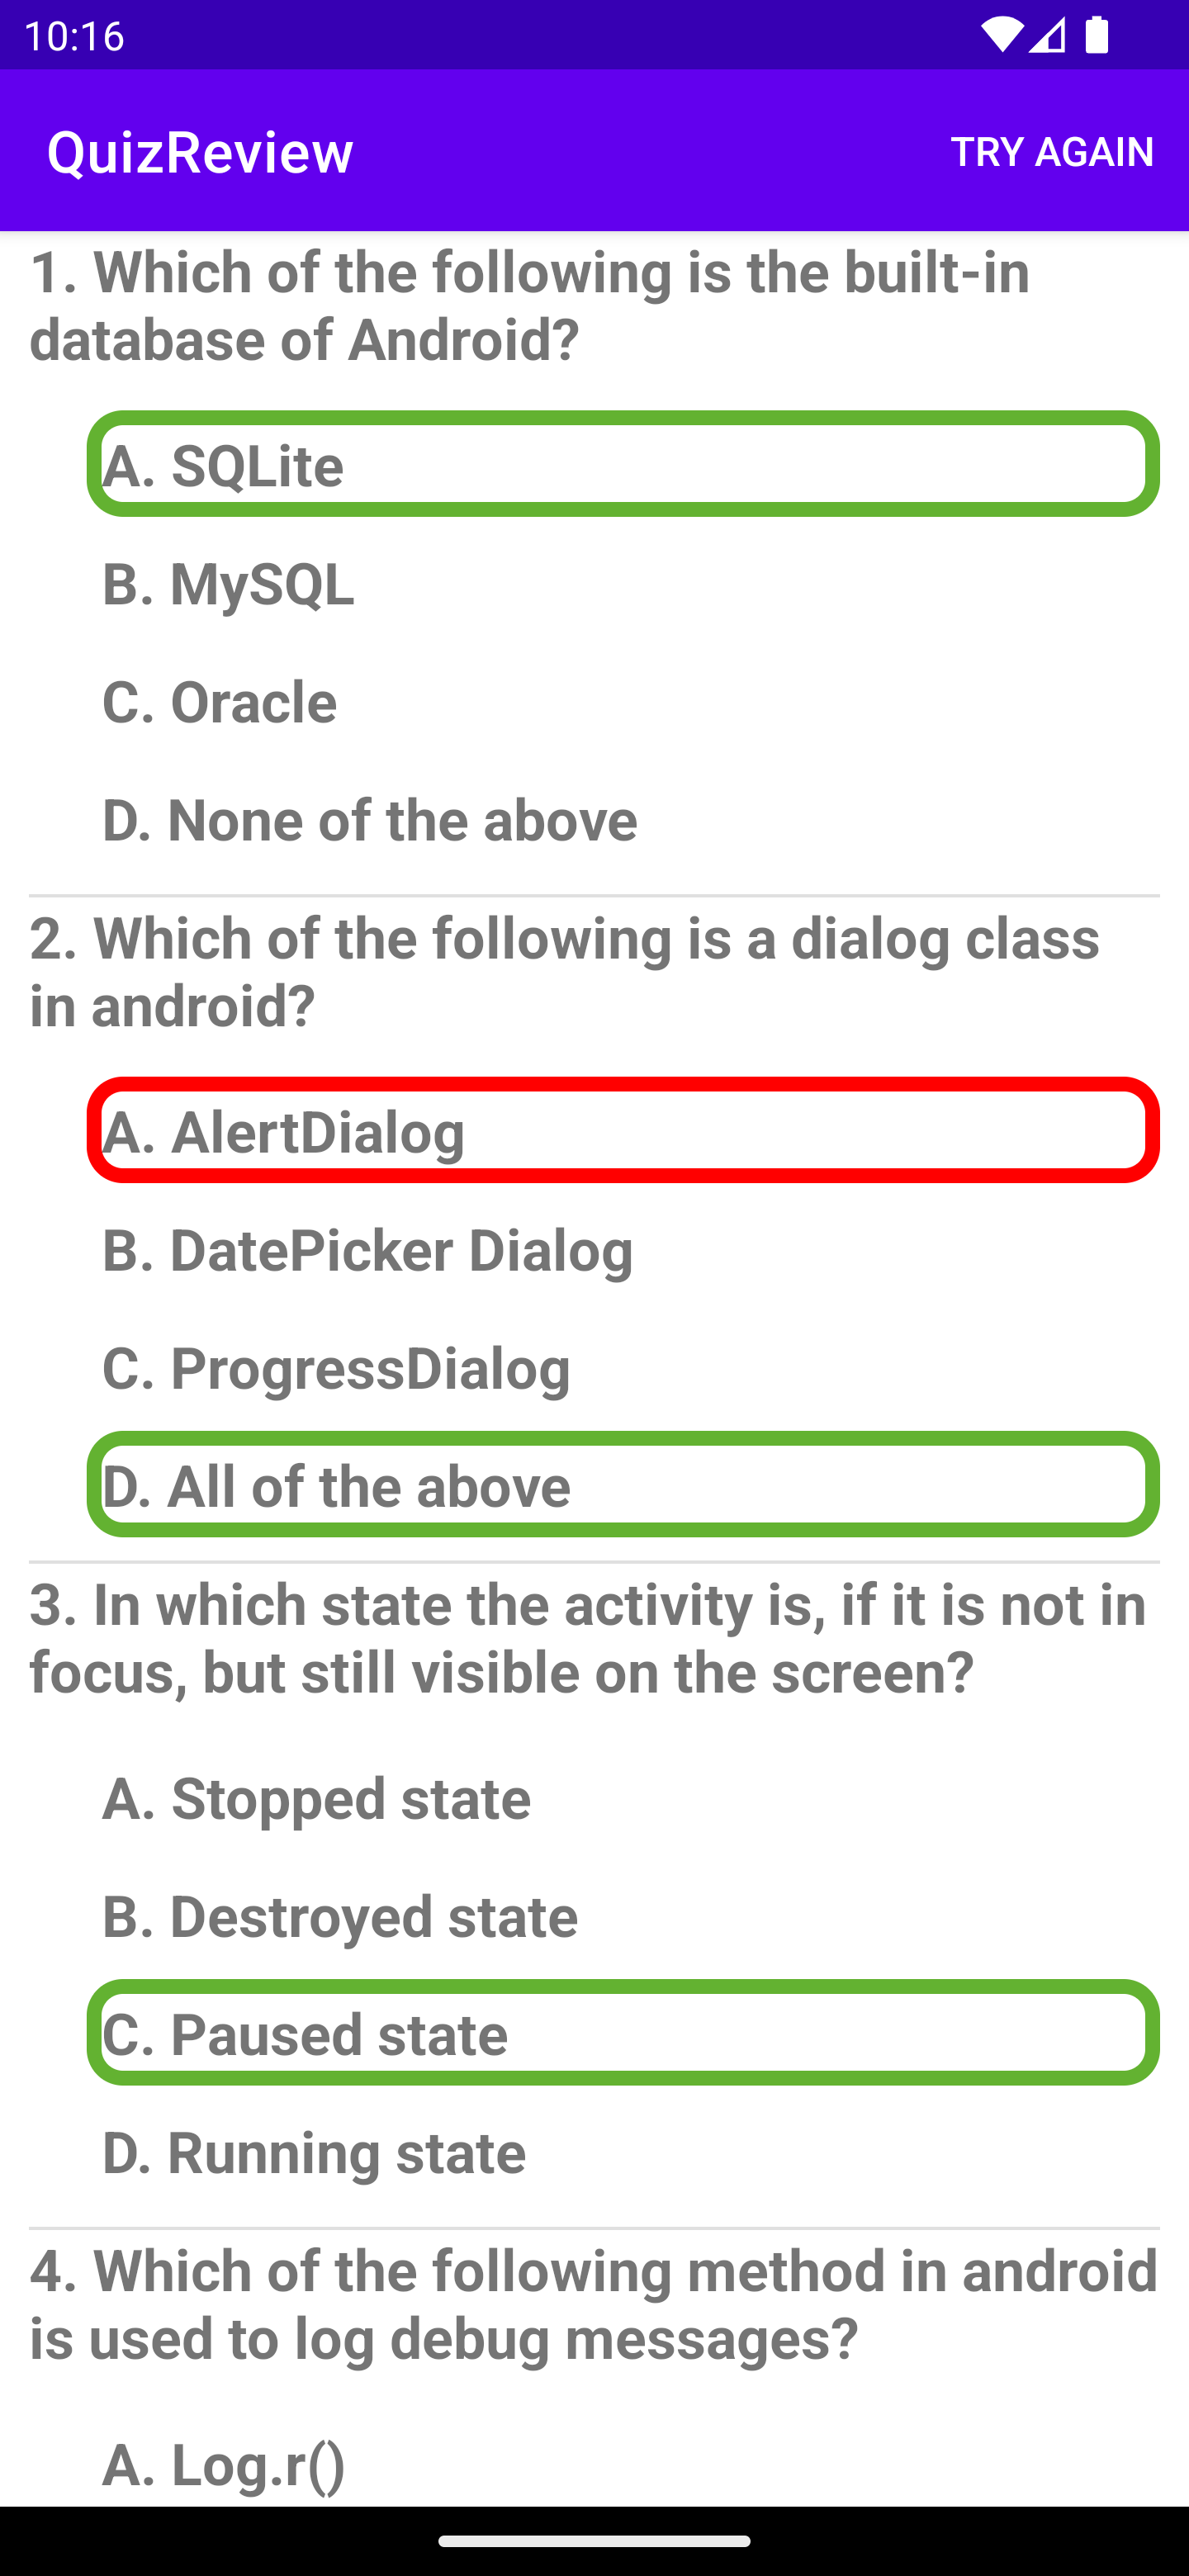 10:16
QuizReview
TRY AGAIN
1. Which of the following is the built-in
database of Android?
A. SQLite
B. MySQL
C. Oracle
D. None of the above
2. Which of the following is a dialog class
in android?
A. AlertDialog
B. DatePicker Dialog
C. ProgressDialog
D. All of the above
3. In which state the activity is, if it is not in
focus, but still visible on the screen?
A. Stopped state
B. Destroyed state
C. Paused state
D. Running state
4. Which of the following method in android
is used to log debug messages?
A. Log.r()